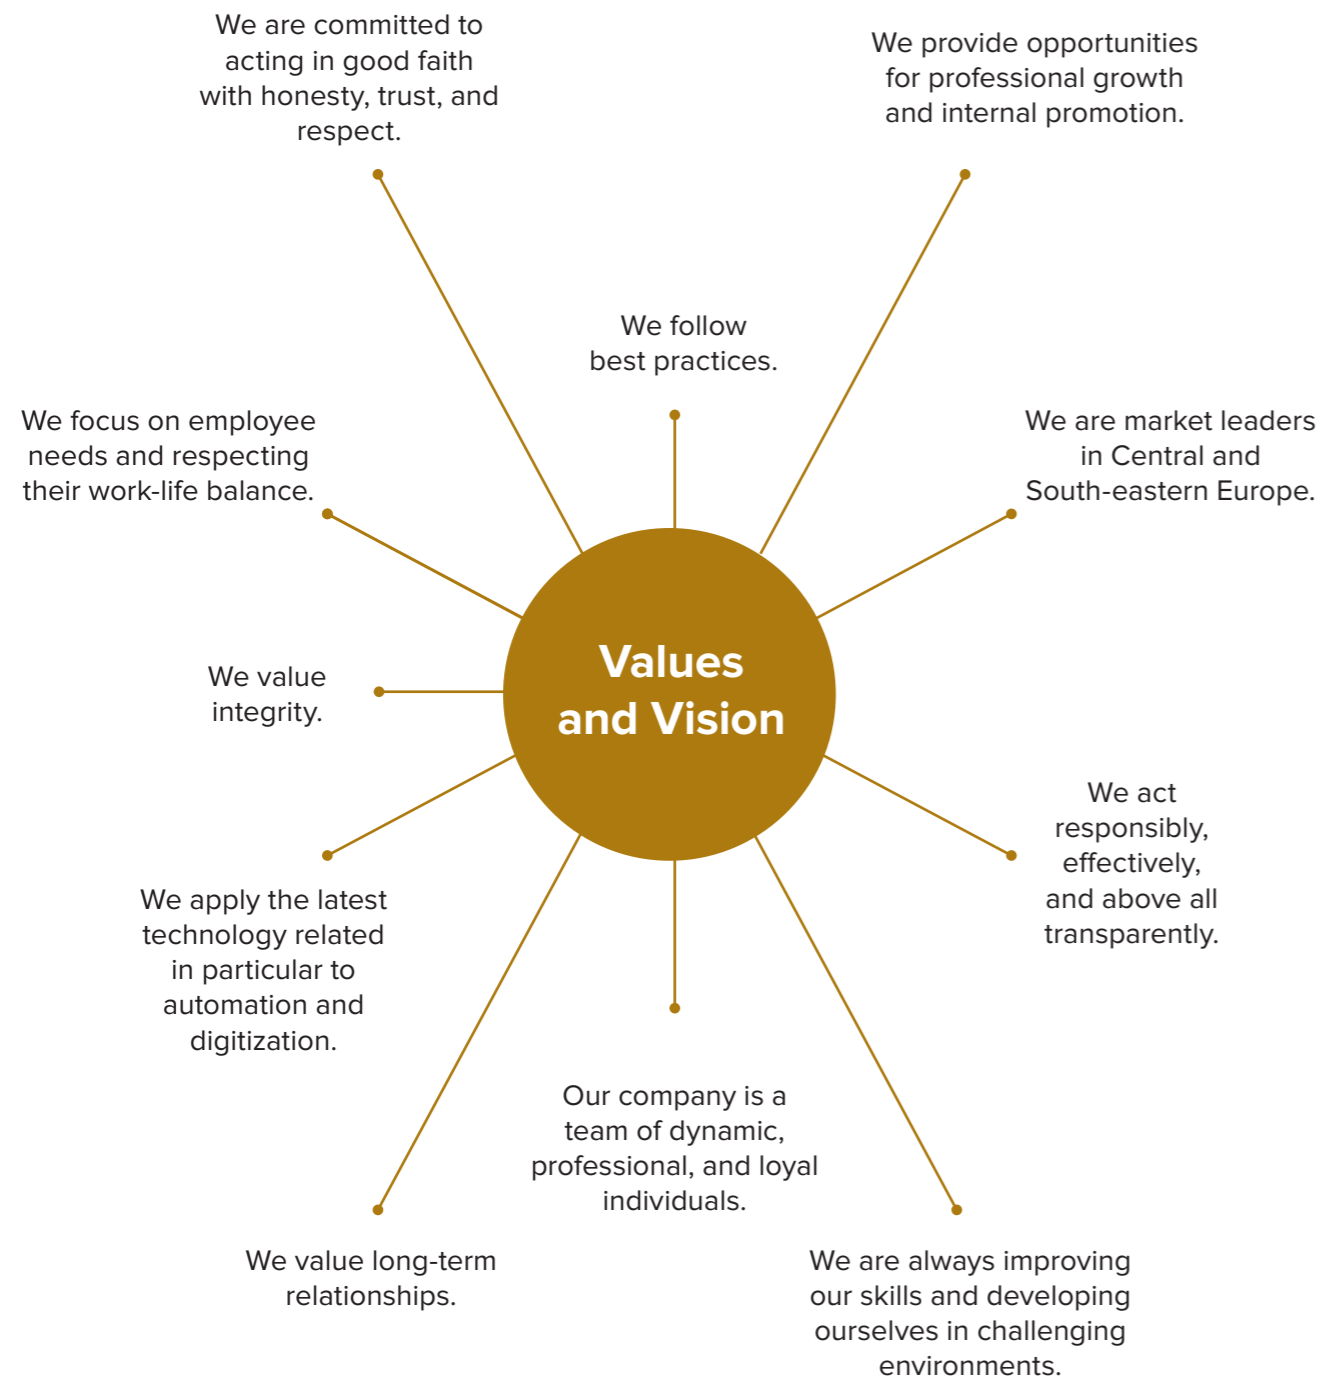 We are committed to
acting in good faith
with honesty, trust, and
respect.
We provide opportunities
for professional growth
and internal promotion.
We follow
best practices.
We focus on employee
needs and respecting
their work-life balance.
We are market leaders
in Central and
South-eastern Europe.
Values
and Vision
We value
integrity.
We act
responsibly,
effectively,
and above all
transparently.
We apply the latest
technology related
in particular to
automation and
digitization.
Our company is a
team of dynamic,
professional, and loyal
individuals.
We value long-term
relationships.
We are always improving
our skills and developing
ourselves in challenging
environments.